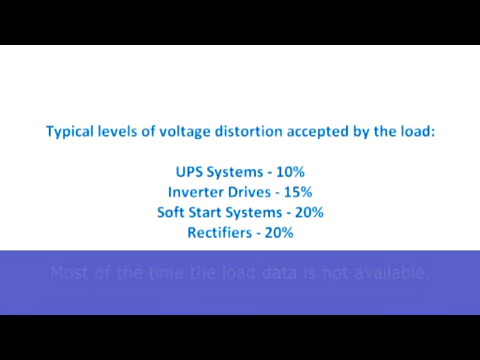 Typical levels of voltage distortion accepted by the load:
UPS Systems - 10%
Inverter Drives - 15%
Soft Start Systems - 20%
Rectifiers - 20%
Most of the time the load data is not available.